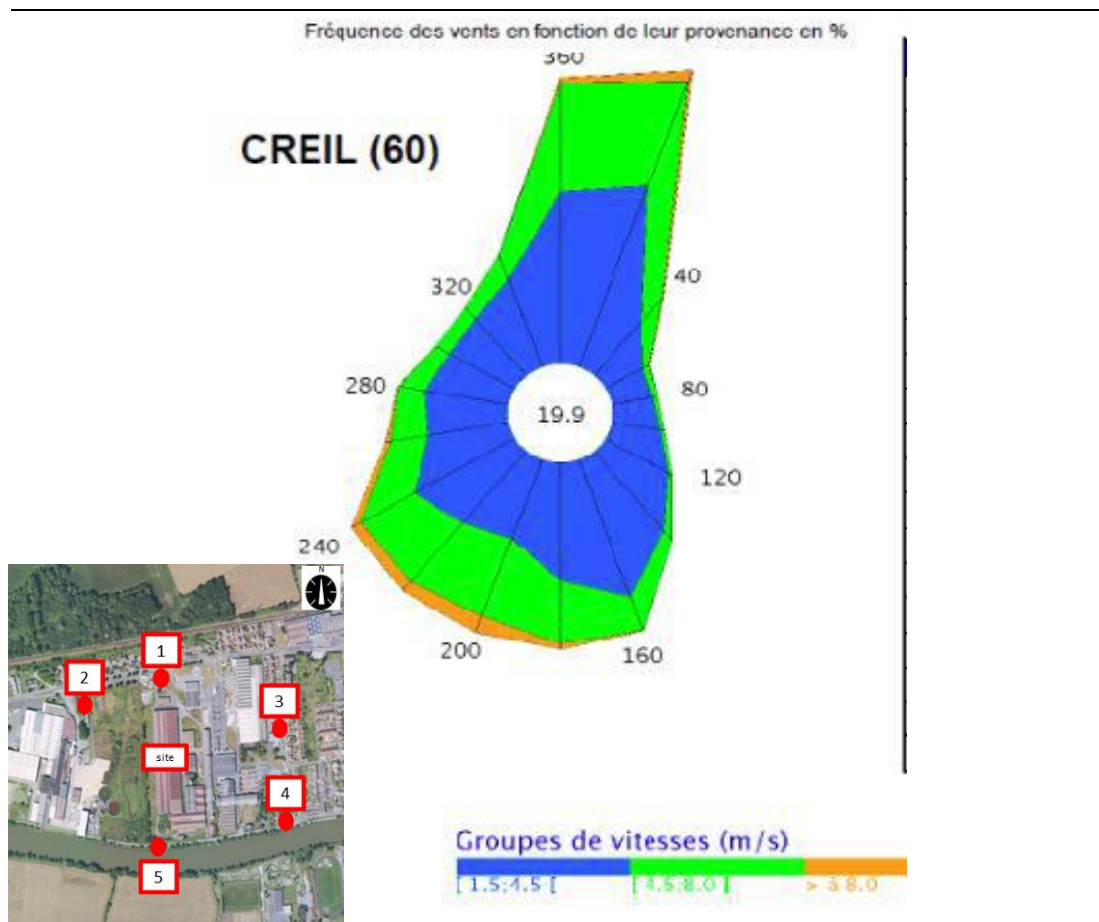 Fréquence des vents en fonction de leur provenance en %
360
CREIL (60)
40
320
280
80
19.9
120
240
200
160
N
1
2
3
site
4
5
Groupes de vitesses (m/s)
[ 1.5;4.5 [
[ 4.5;8.0 [
> à 8.0